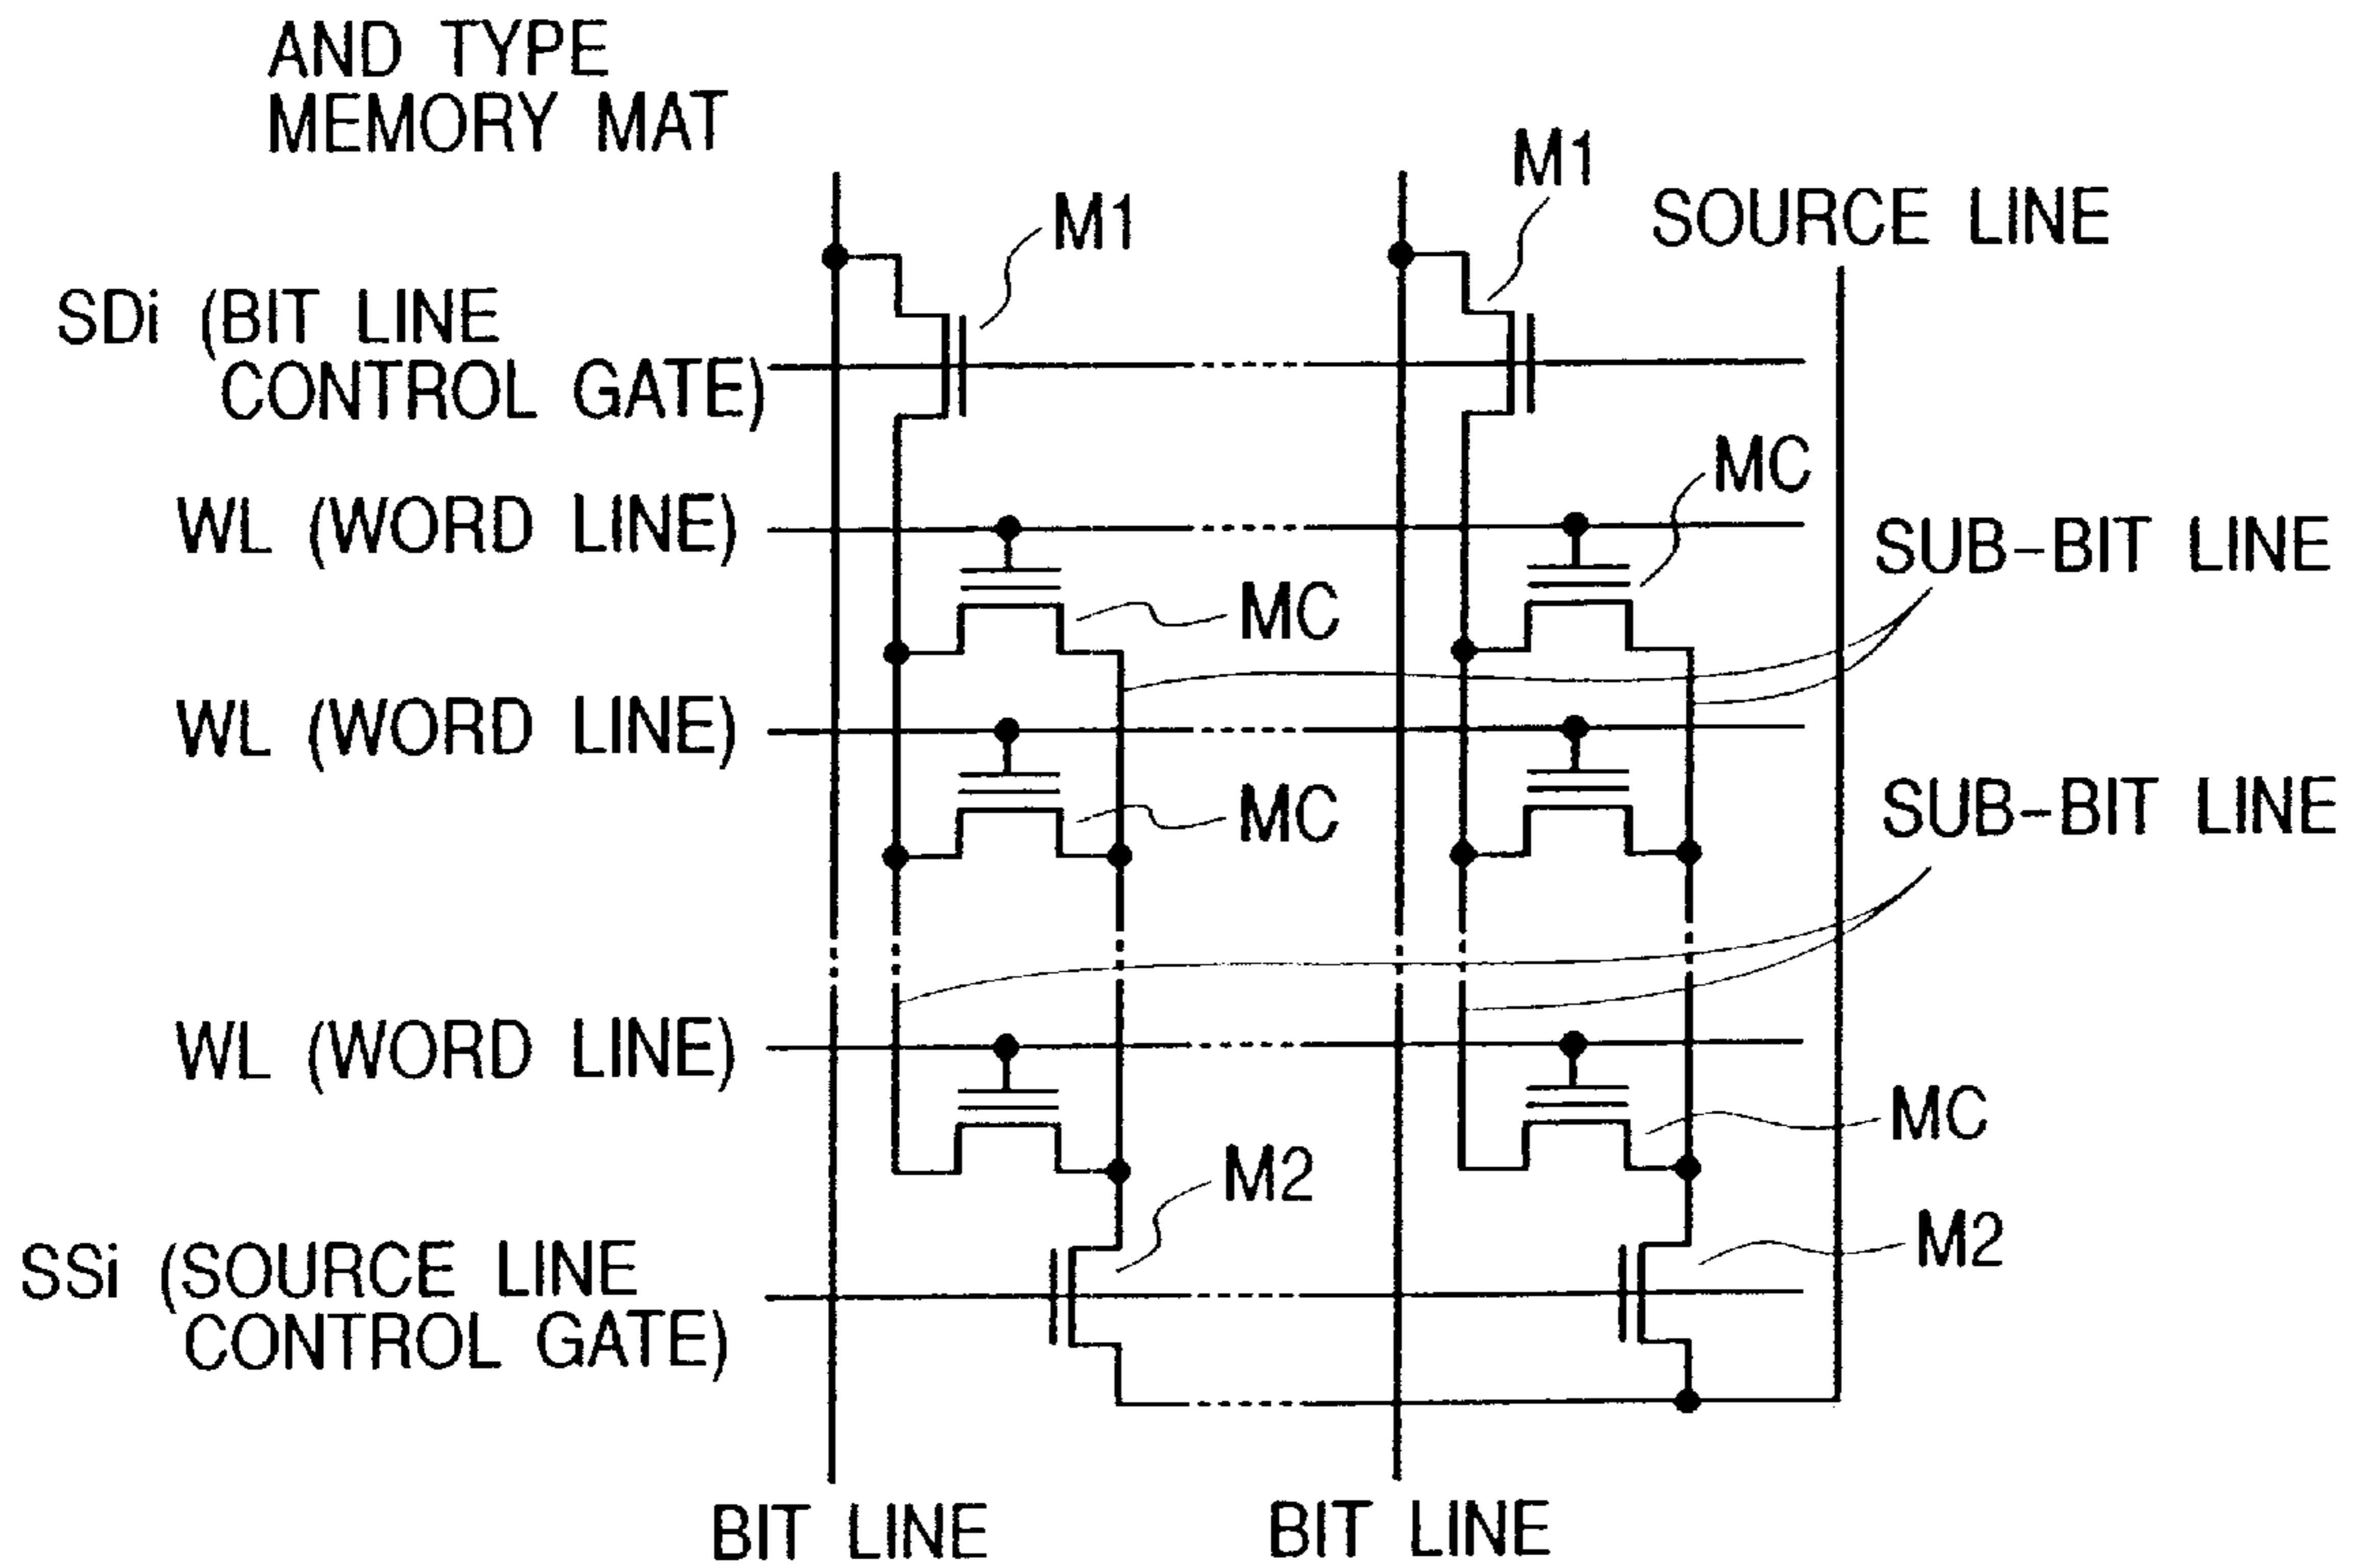 AND TYPE
MEMORY MAT
M1
M1
SOURCE LINE
SDi (BIT LINE
CONTROL GATE)
MC
WL (WORD LINE)
SUB-BIT LINE
MC
WL (WORD LINE)
SUB-BIT LINE
MC
WL (WORD LINE)
MC
M2
M2
SSi (SOURCE LINE
CONTROL GATE)
BIT LINE
BIT LINE